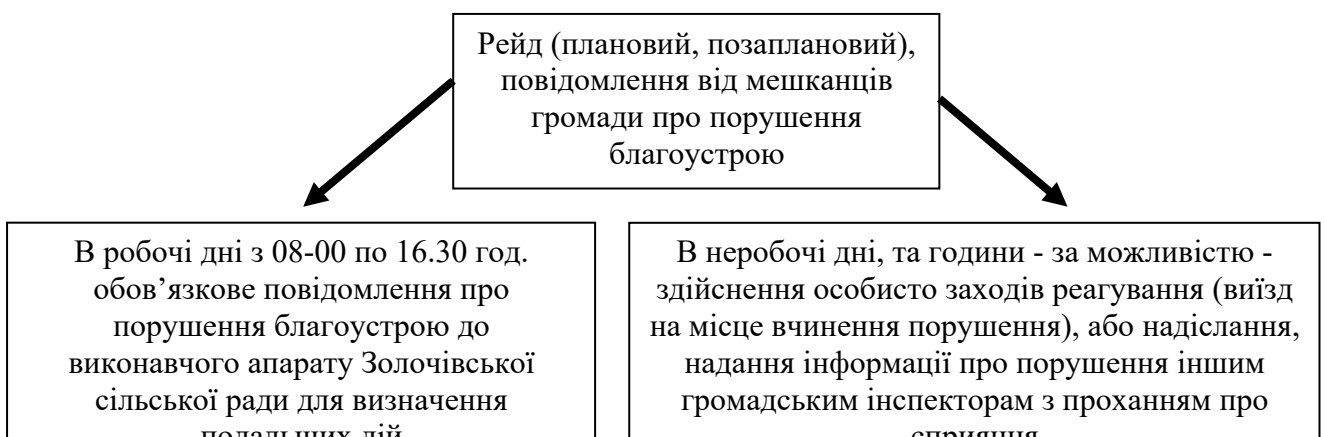 Рейд (плановий, позаплановий),
повідомлення від мешканців
громади про порушення
благоустрою
В робочі дні з 08-00 по 16.30 год.
обов’язкове повідомлення про
порушення благоустрою до
виконавчого апарату Золочівської
сільської ради для визначення
подальших дій
В неробочі дні, та години - за можливістю -
здійснення особисто заходів реагування (виїзд
на місце вчинення порушення), або надіслання,
надання інформації про порушення іншим
громадським інспекторам з проханням про
сприяння